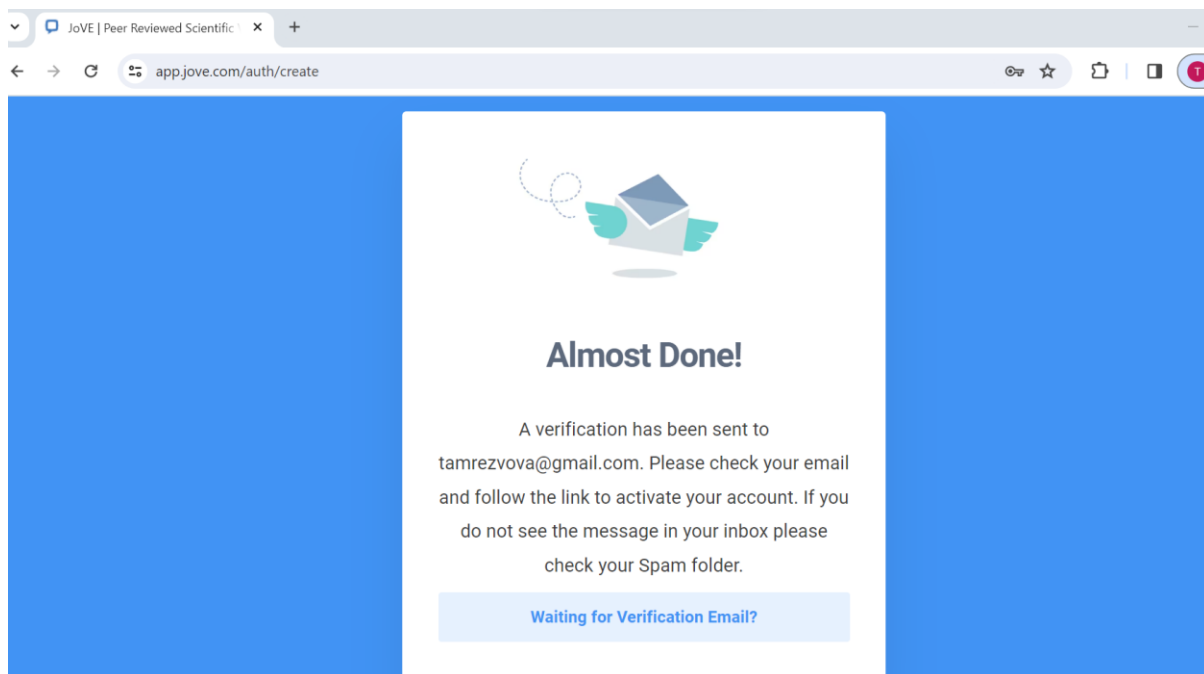 JoVE | Peer Reviewed Scientific
app.jove.com/auth/create
T
Almost Done!
A verification has been sent to
tamrezvova@gmail.com. Please check your email
and follow the link to activate your account. If you
do not see the message in your inbox please
check your Spam folder.
Waiting for Verification Email?